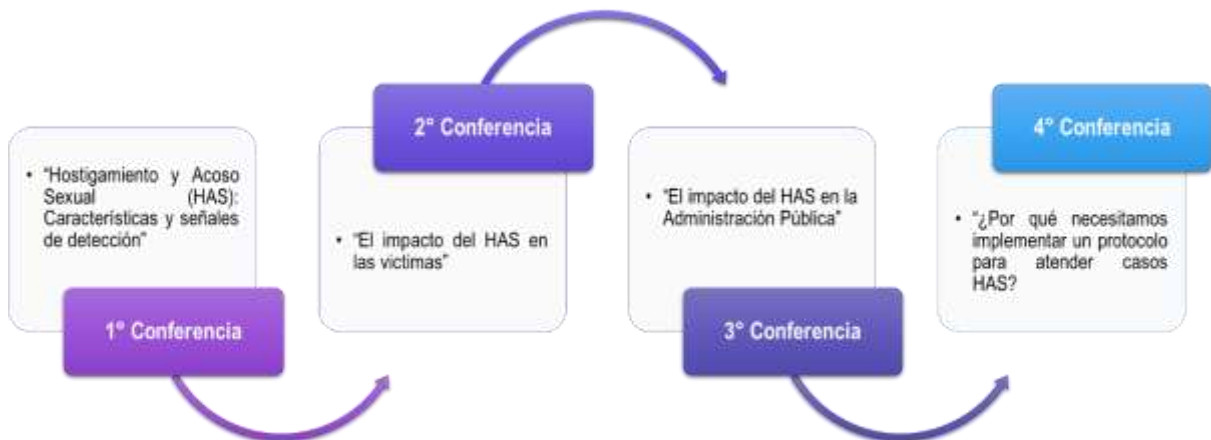 • "Hostigamiento y Acoso
Sexual (HAS):
Características y señales
de detección"
1° Conferencia
2° Conferencia
• "El impacto del HAS en
las victimas"
• "El impacto del HAS en la
Administración Pública"
3° Conferencia
4° Conferencia
• "¿Por qué necesitamos
implementar un protocolo
para atender casos
HAS?